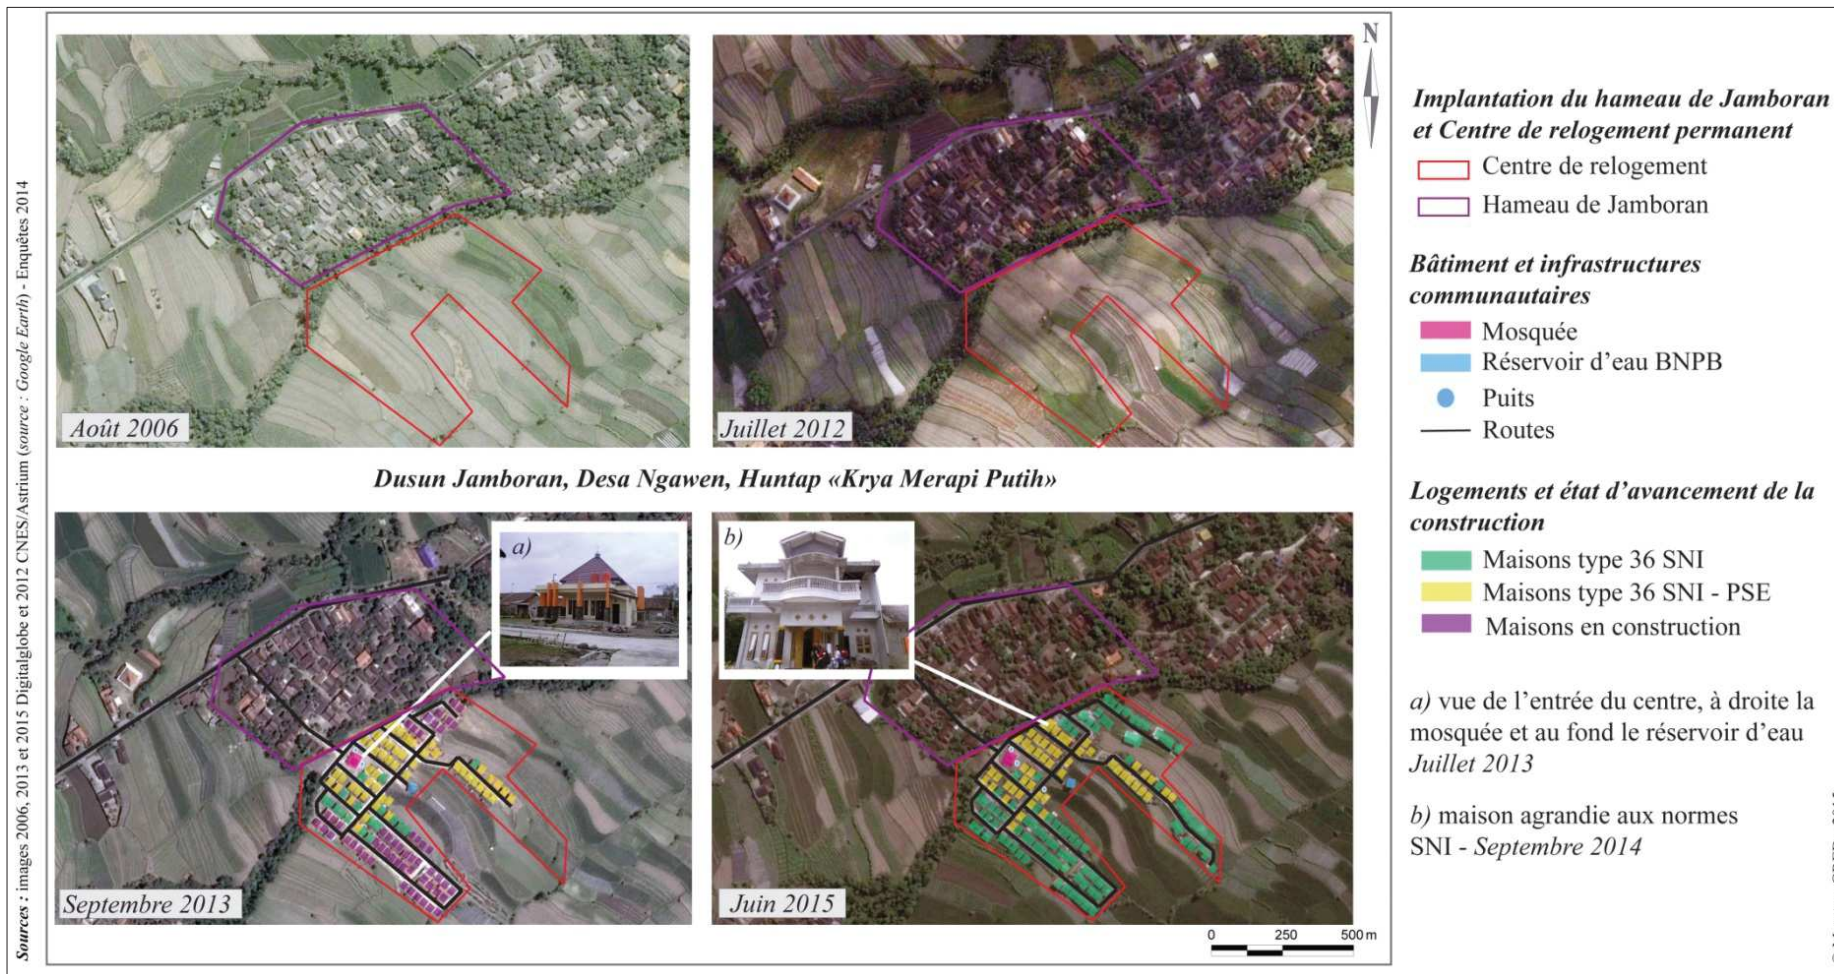 Sources : images 2006, 2013 et 2015 Digitalglobe et 2012 CNES/Astrium (source : Google Earth) - Enquêtes 2014
N
Août 2006
Juillet 2012
Dusun Jamboran, Desa Ngawen, Huntap «Krya Merapi Putih»
a)
b)
Septembre 2013
Juin 2015
0 250 500 m
Implantation du hameau de Jamboran
et Centre de relogement permanent
Centre de relogement
Hameau de Jamboran
Bâtiment et infrastructures
communautaires
Mosquée
Réservoir d'eau BNPB
Puits
Routes
Logements et état d'avancement de la
construction
Maisons type 36 SNI
Maisons type 36 SNI - PSE
Maisons en construction
a) vue de l'entrée du centre, à droite la
mosquée et au fond le réservoir d'eau
Juillet 2013
b) maison agrandie aux normes
SNI - Septembre 2014